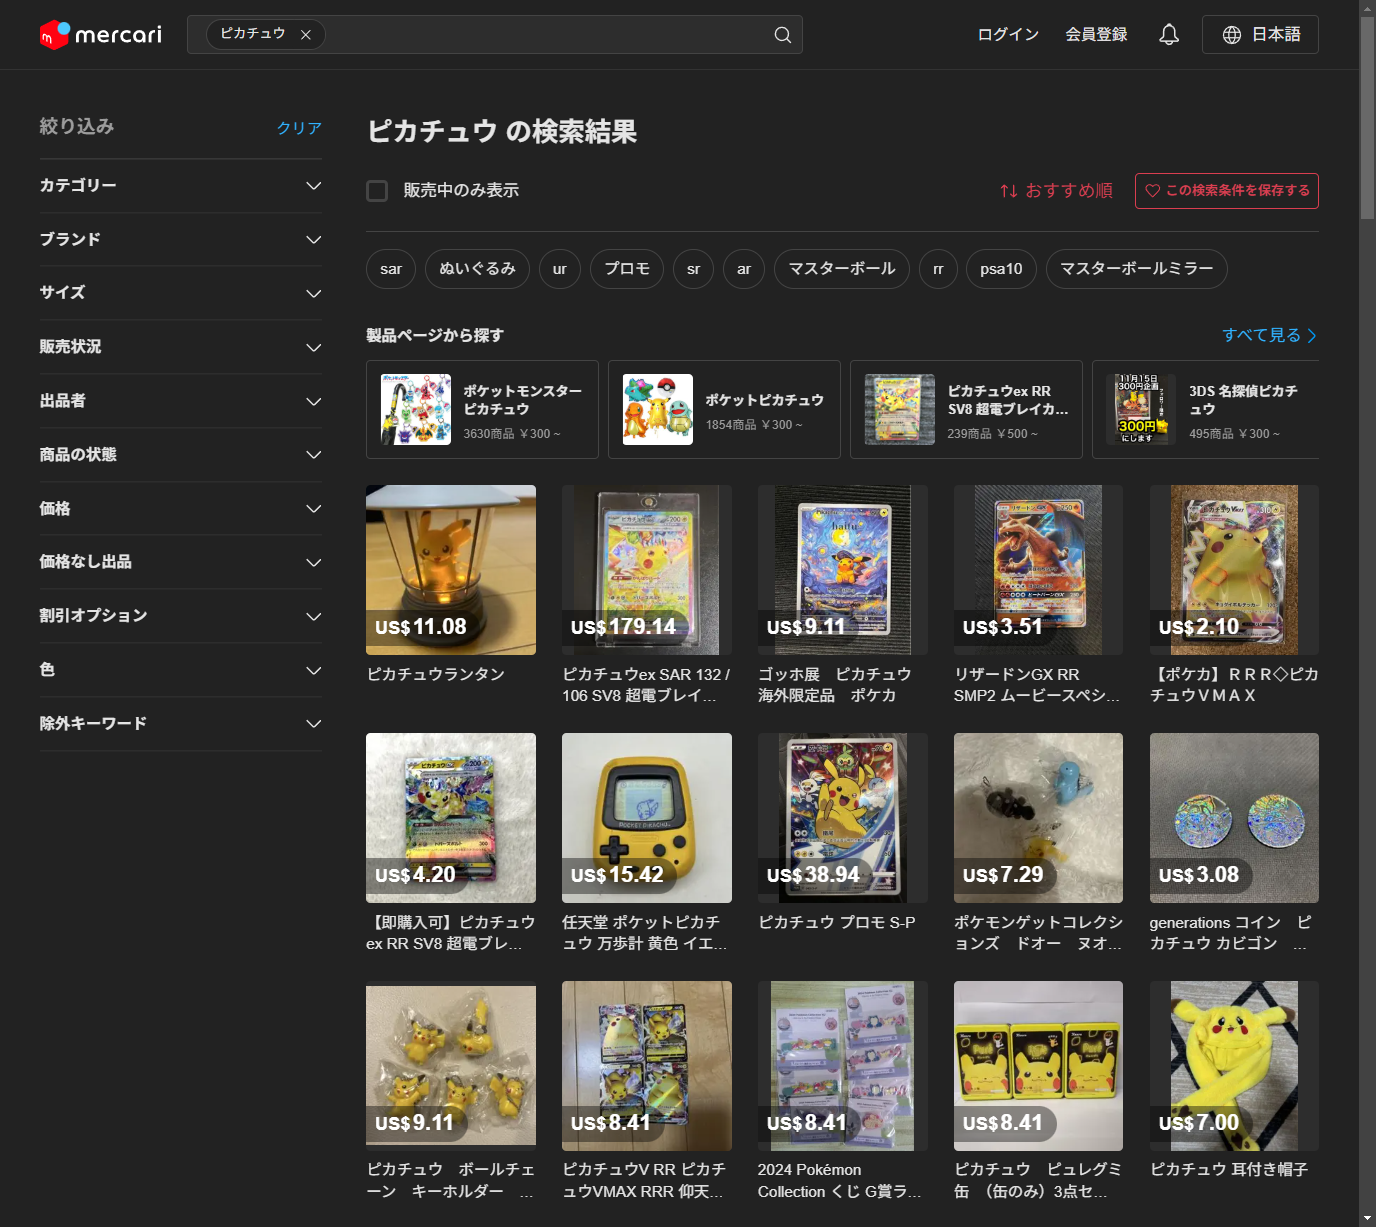 mercari
ピカチュウ
ログイン
会員登録
日本語
絞り込み
クリア
カテゴリー
ブランド
サイズ
販売状況
出品者
商品の状態
価格
価格なし出品
割引オプション
色
除外キーワード
ピカチュウ の検索結果
販売中のみ表示
おすすめ順
この検索条件を保存する
sar
ぬいぐるみ
ur
プロモ
sr
ar
マスターボール
rr
psa10
マスターボールミラー
製品ページから探す
すべて見る
ポケットモンスター
ピカチュウ
3630商品 ￥300 ~
ポケットピカチュウ
1854商品 ￥300 ~
ピカチュウex RR
SV8 超電ブレイカ...
239商品 ￥500 ~
11月15日
300円企画
300円
にします
3DS 名探偵ピカチ
ュウ
495商品 ￥300 ~
US$ 11.08
ピカチュウランタン
US$ 179.14
ピカチュウex SAR 132 /
106 SV8 超電ブレイ...
US$ 9.11
ゴッホ展　ピカチュウ
海外限定品　ポケカ
US$ 3.51
リザードンGX RR
SMP2 ムービースペシ...
US$ 2.10
【ポケカ】ＲＲＲ◇ピカ
チュウＶＭＡＸ
US$ 4.20
【即購入可】ピカチュウ
ex RR SV8 超電ブレ...
POCKET PIKACHU
US$ 15.42
任天堂 ポケットピカチ
ュウ 万歩計 黄色 イエ...
US$ 38.94
ピカチュウ プロモ S-P
US$ 7.29
ポケモンゲットコレクシ
ョンズ　ドオー　ヌオ...
US$ 3.08
generations コイン　ピ
カチュウ カビゴン　...
US$ 9.11
ピカチュウ　ボールチェ
ーン　キーホルダー　...
US$ 8.41
ピカチュウV RR ピカチ
ュウVMAX RRR 仰天...
US$ 8.41
2024 Pokémon
Collection くじ G賞ラ...
US$ 8.41
ピカチュウ　ピュレグミ
缶　（缶のみ）3点セ...
US$ 7.00
ピカチュウ 耳付き帽子